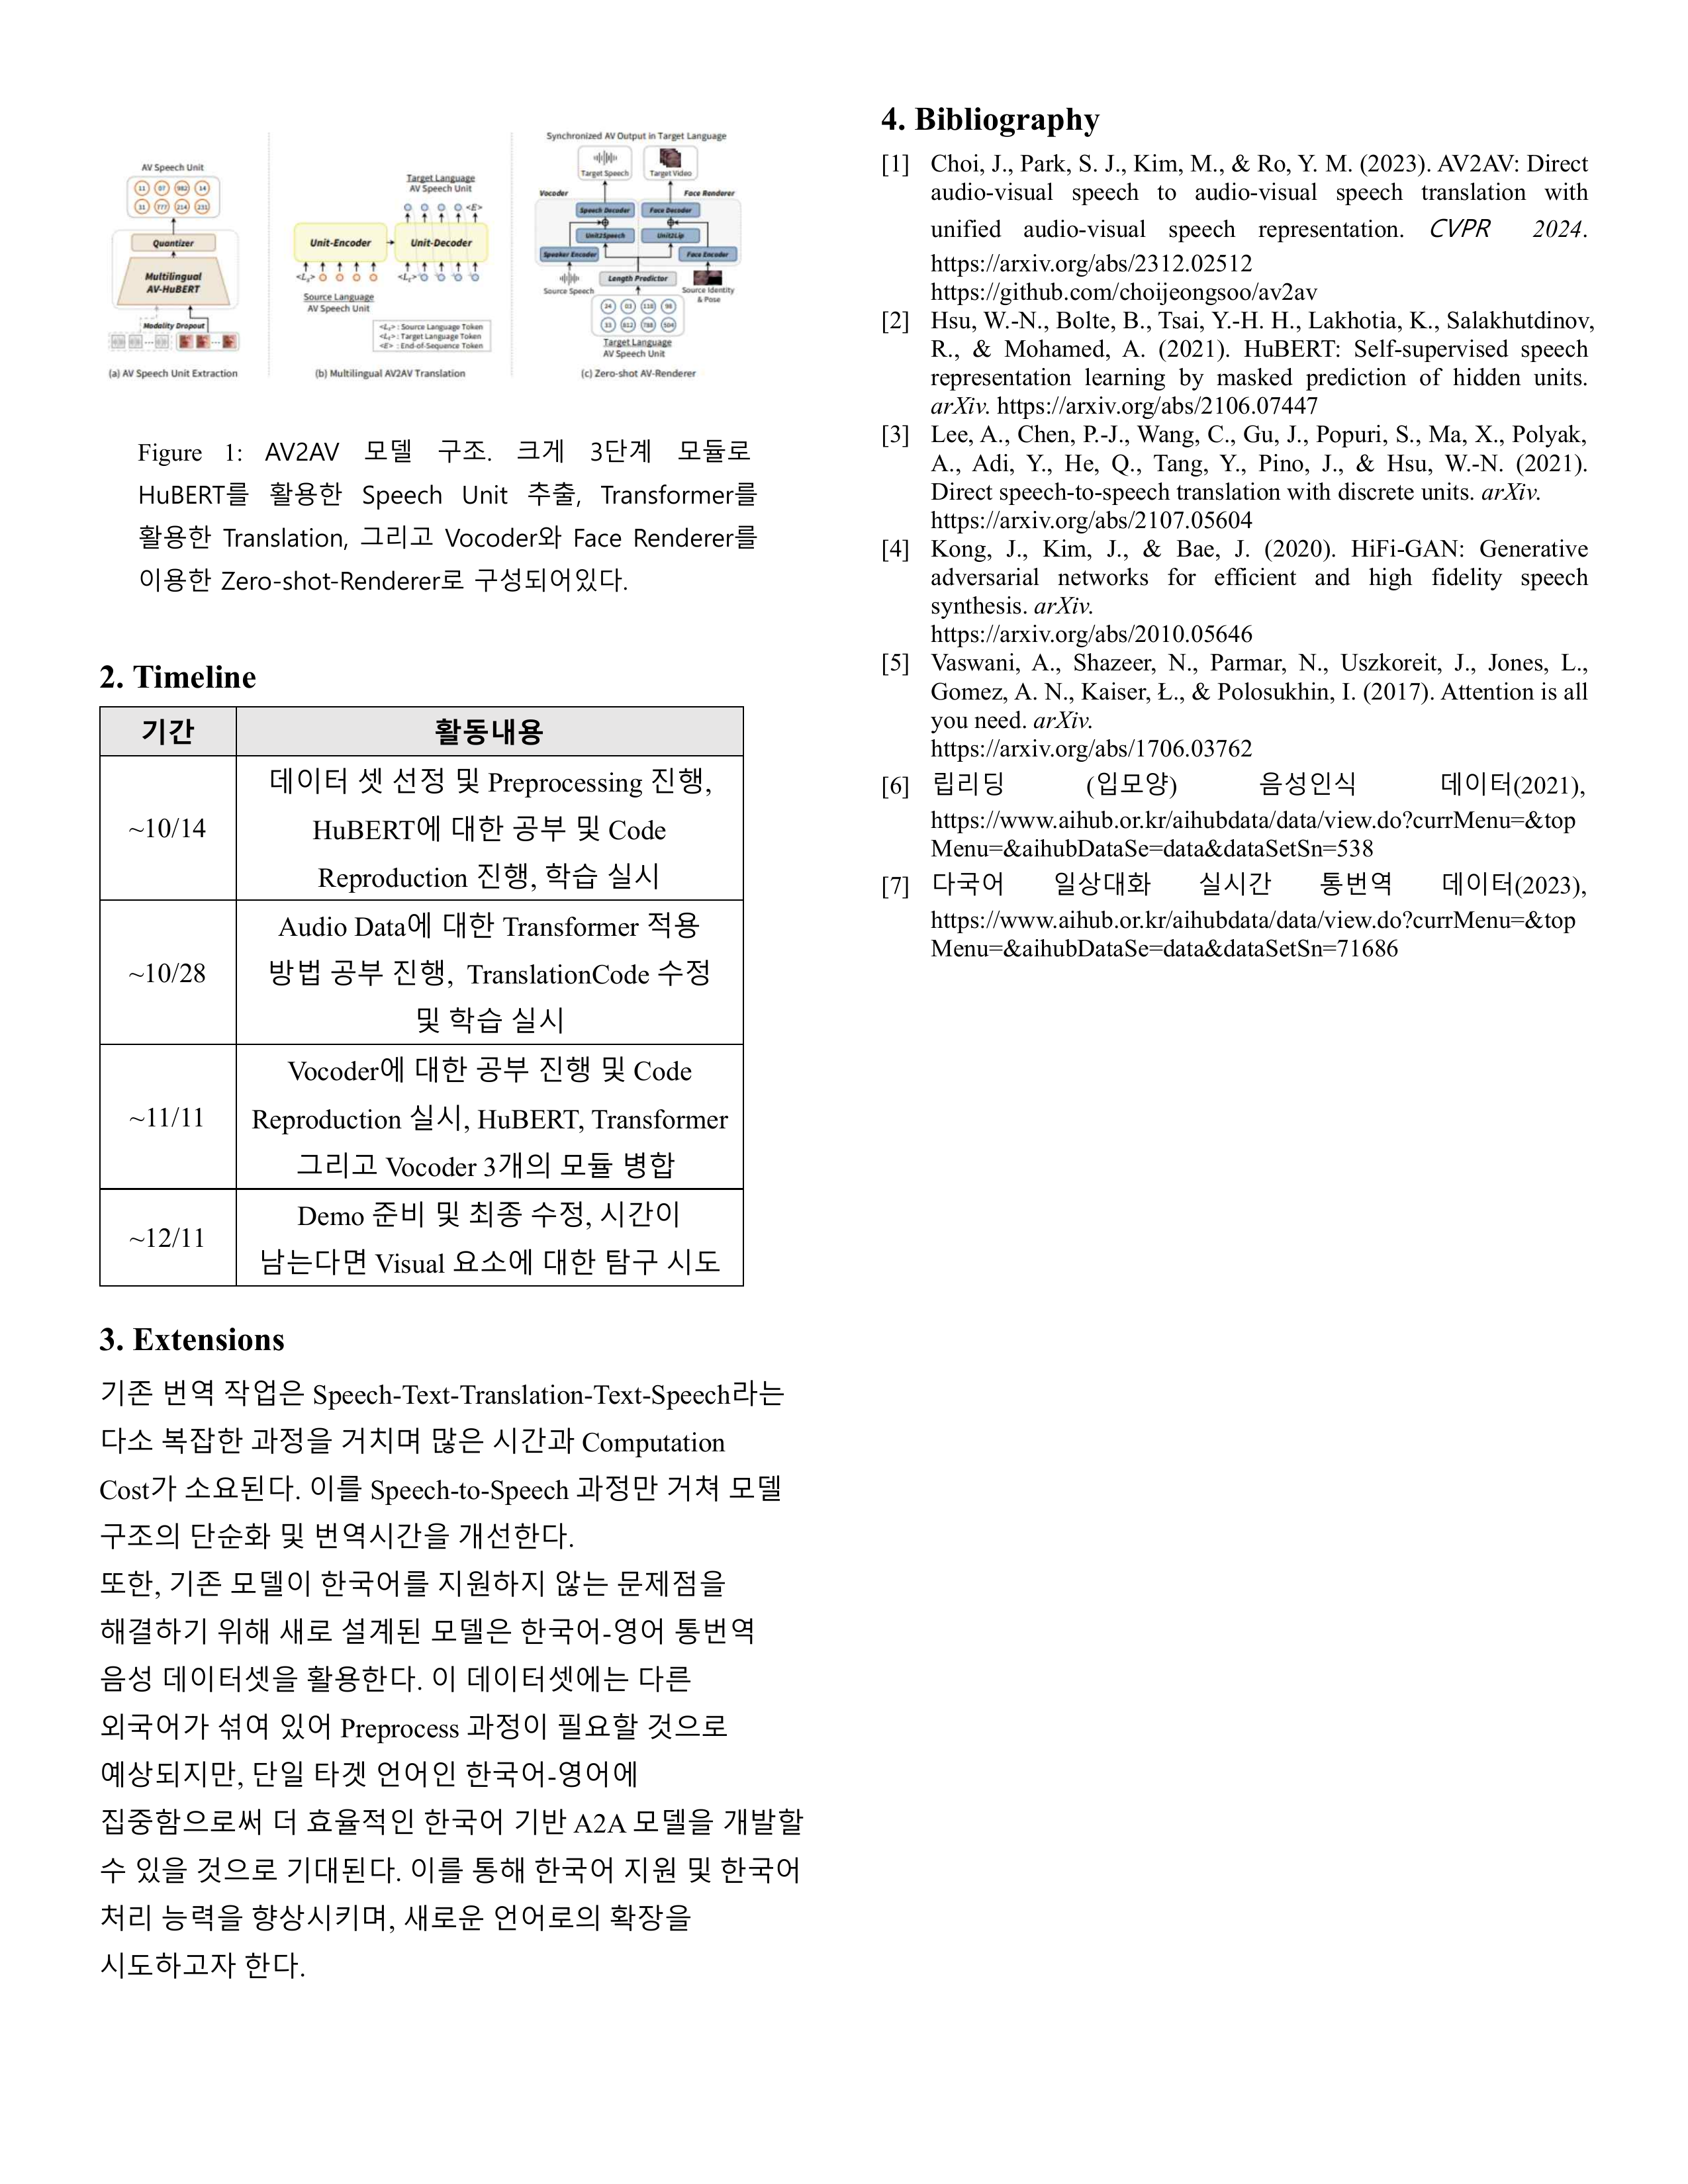 AV Speech Unit
11 07 982 14
31 777 214 231
Quantizer
Multilingual
AV-HuBERT
Modality Dropout
(a) AV Speech Unit Extraction
Target Language
AV Speech Unit
<E>
Unit-Encoder
Unit-Decoder
Source Language
AV Speech Unit
: Source Language Token
: Target Language Token
<E> : End-of-Sequence Token
(b) Multilingual AV2AV Translation
Synchronized AV Output in Target Language
Target Speech
Target Video
Vocoder
Face Renderer
Speech Decoder
Face Decoder
Unit2Speech
Unit2Lip
Speaker Encoder
Face Encoder
Length Predictor
Source Speech
Source Identity
& Pose
24 03 110 98
33 812 788 504
Target Language
AV Speech Unit
(c) Zero-shot AV-Renderer
Figure 1: AV2AV 모델 구조. 크게 3단계 모듈로
HuBERT를 활용한 Speech Unit 추출, Transformer를
활용한 Translation, 그리고 Vocoder와 Face Renderer를
이용한 Zero-shot-Renderer로 구성되어있다.
2. Timeline
기간 활동내용
~10/14
데이터 셋 선정 및 Preprocessing 진행,
HuBERT에 대한 공부 및 Code
Reproduction 진행, 학습 실시
~10/28
Audio Data에 대한 Transformer 적용
방법 공부 진행, TranslationCode 수정
및 학습 실시
~11/11
Vocoder에 대한 공부 진행 및 Code
Reproduction 실시, HuBERT, Transformer
그리고 Vocoder 3개의 모듈 병합
~12/11
Demo 준비 및 최종 수정, 시간이
남는다면 Visual 요소에 대한 탐구 시도
3. Extensions
기존 번역 작업은 Speech-Text-Translation-Text-Speech라는
다소 복잡한 과정을 거치며 많은 시간과 Computation
Cost가 소요된다. 이를 Speech-to-Speech 과정만 거쳐 모델
구조의 단순화 및 번역시간을 개선한다.
또한, 기존 모델이 한국어를 지원하지 않는 문제점을
해결하기 위해 새로 설계된 모델은 한국어-영어 통번역
음성 데이터셋을 활용한다. 이 데이터셋에는 다른
외국어가 섞여 있어 Preprocess 과정이 필요할 것으로
예상되지만, 단일 타겟 언어인 한국어-영어에
집중함으로써 더 효율적인 한국어 기반 A2A 모델을 개발할
수 있을 것으로 기대된다. 이를 통해 한국어 지원 및 한국어
처리 능력을 향상시키며, 새로운 언어로의 확장을
시도하고자 한다.
4. Bibliography
[1] Choi, J., Park, S. J., Kim, M., & Ro, Y. M. (2023). AV2AV: Direct
audio-visual speech to audio-visual speech translation with
unified audio-visual speech representation. CVPR 2024.
https://arxiv.org/abs/2312.02512
https://github.com/choijeongsoo/av2av
[2] Hsu, W.-N., Bolte, B., Tsai, Y.-H. H., Lakhotia, K., Salakhutdinov,
R., & Mohamed, A. (2021). HuBERT: Self-supervised speech
representation learning by masked prediction of hidden units.
arXiv. https://arxiv.org/abs/2106.07447
[3] Lee, A., Chen, P.-J., Wang, C., Gu, J., Popuri, S., Ma, X., Polyak,
A., Adi, Y., He, Q., Tang, Y., Pino, J., & Hsu, W.-N. (2021).
Direct speech-to-speech translation with discrete units. arXiv.
https://arxiv.org/abs/2107.05604
[4] Kong, J., Kim, J., & Bae, J. (2020). HiFi-GAN: Generative
adversarial networks for efficient and high fidelity speech
synthesis. arXiv.
https://arxiv.org/abs/2010.05646
[5] Vaswani, A., Shazeer, N., Parmar, N., Uszkoreit, J., Jones, L.,
Gomez, A. N., Kaiser, Ł., & Polosukhin, I. (2017). Attention is all
you need. arXiv.
https://arxiv.org/abs/1706.03762
[6] 립리딩 (입모양) 음성인식 데이터(2021),
https://www.aihub.or.kr/aihubdata/data/view.do?currMenu=&top
Menu=&aihubDataSe=data&dataSetSn=538
[7] 다국어 일상대화 실시간 통번역 데이터(2023),
https://www.aihub.or.kr/aihubdata/data/view.do?currMenu=&top
Menu=&aihubDataSe=data&dataSetSn=71686